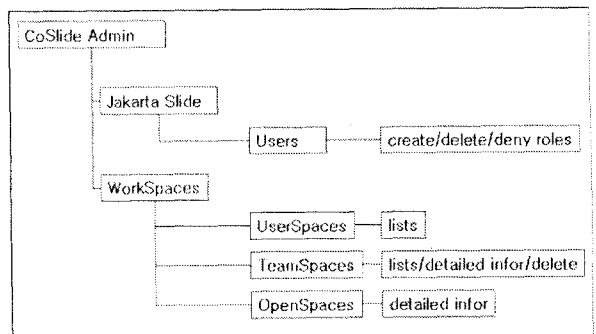 CoSlide Admin
Jakarta Slide
Users create/delete/deny roles
WorkSpaces
UserSpaces lists
TeamSpaces lists/detailed infor/delete
OpenSpaces detailed infor